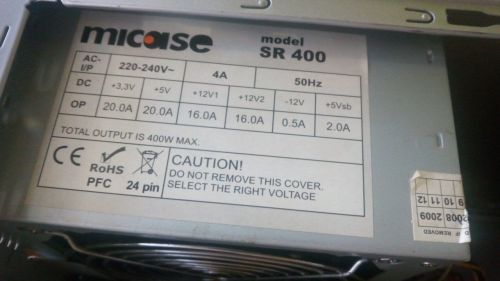 micase
model
SR 400
AC-I/P 220-240V~ 4A 50Hz
DC +3,3V +5V +12V1 +12V2 -12V +5Vsb
OP 20.0A 20.0A 16.0A 16.0A 0.5A 2.0A
TOTAL OUTPUT IS 400W MAX.
CE RoHS
PFC 24 pin
CAUTION!
DO NOT REMOVE THIS COVER.
SELECT THE RIGHT VOLTAGE
2008 2009
9 10 11 12